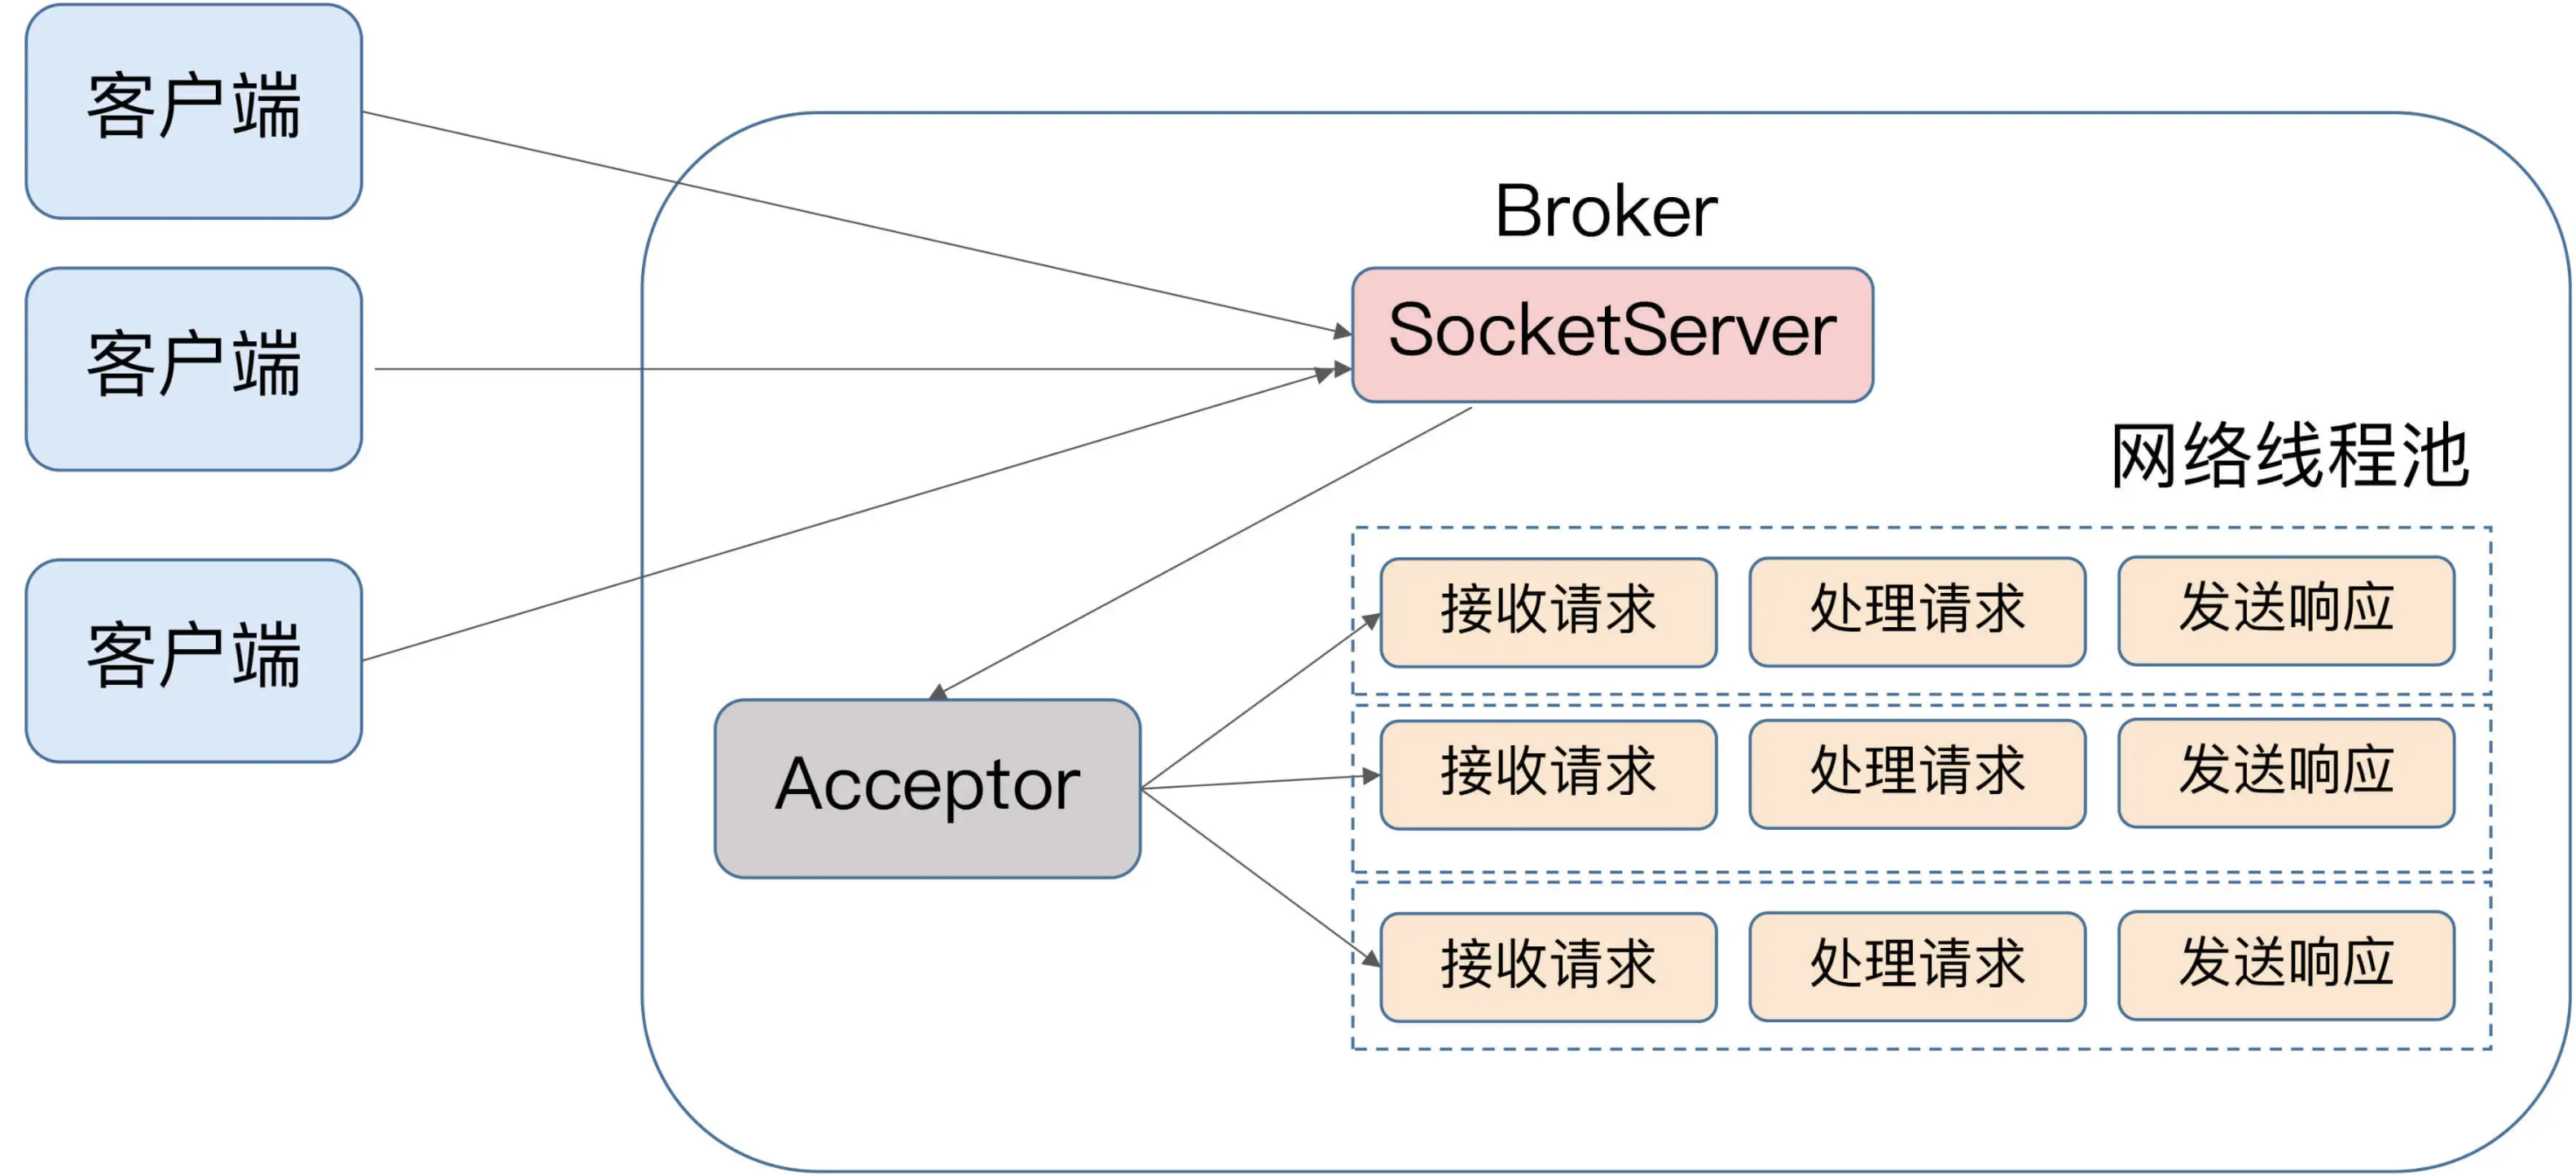 客户端
客户端
客户端
Broker
SocketServer
Acceptor
网络线程池
接收请求 处理请求 发送响应
接收请求 处理请求 发送响应
接收请求 处理请求 发送响应